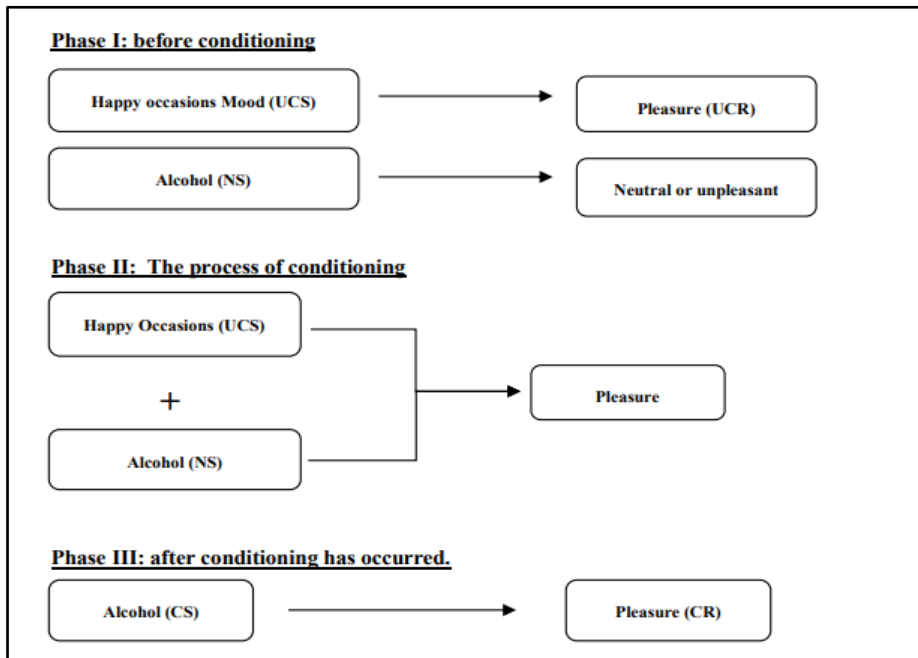 Phase I: before conditioning
Happy occasions Mood (UCS)
Pleasure (UCR)
Alcohol (NS)
Neutral or unpleasant
Phase II: The process of conditioning
Happy Occasions (UCS)
+
Pleasure
Alcohol (NS)
Phase III: after conditioning has occurred.
Alcohol (CS)
Pleasure (CR)